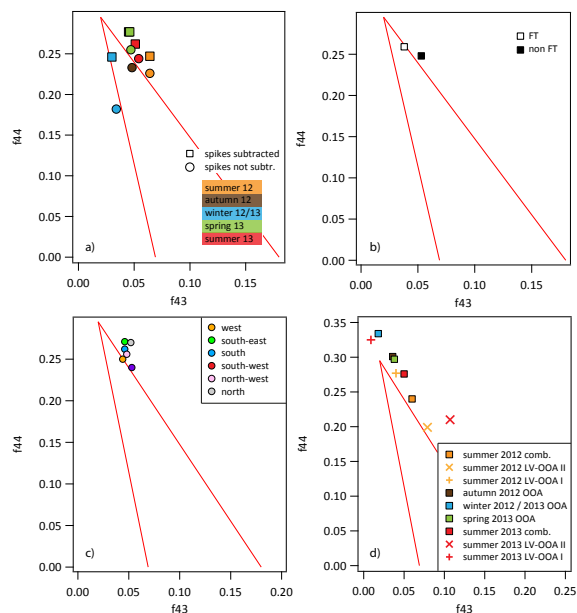 f44
0.25
0.20
0.15
0.10
0.05
0.00
spikes subtracted
spikes not subtr.
summer 12
autumn 12
winter 12/13
spring 13
summer 13
a)
0.00 0.05 0.10 0.15
f43
f44
0.25
0.20
0.15
0.10
0.05
0.00
FT
non FT
b)
0.00 0.05 0.10 0.15
f43
f44
0.25
0.20
0.15
0.10
0.05
0.00
west
south-east
south
south-west
north-west
north
c)
0.00 0.05 0.10 0.15 0.20
f43
f44
0.35
0.30
0.25
0.20
0.15
0.10
0.05
0.00
summer 2012 comb.
summer 2012 LV-OOA II
summer 2012 LV-OOA I
autumn 2012 OOA
winter 2012 / 2013 OOA
spring 2013 OOA
summer 2013 comb.
summer 2013 LV-OOA II
summer 2013 LV-OOA I
d)
0.00 0.05 0.10 0.15 0.20 0.25
f43